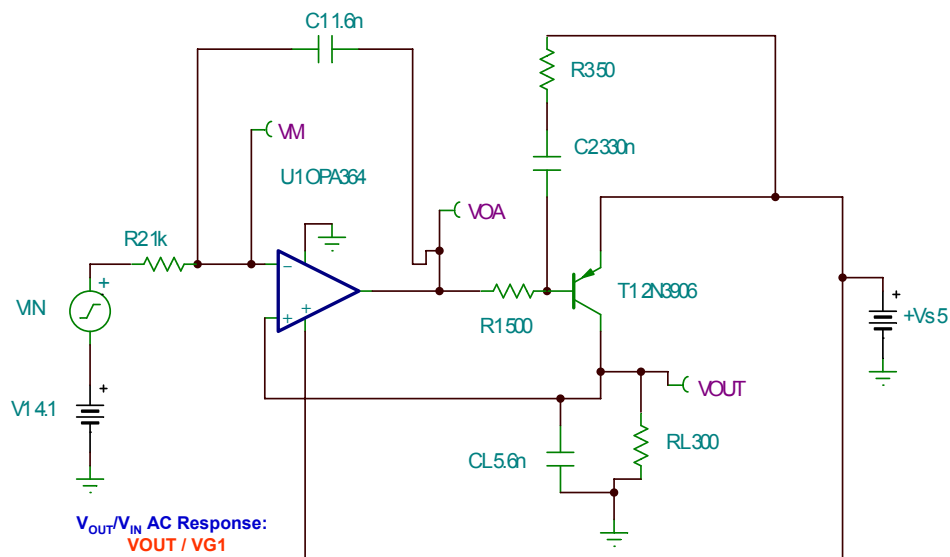 C1 1.6n
R3 50
VM
C2 330n
U1 OPA364
VOA
R2 1k
+
-
+
+
VIN
T1 2N3906
R1 500
+
+Vs 5
+
V1 4.1
VOUT
CL 5.6n
RL 300
VOUT/VIN AC Response:
VOUT / VG1